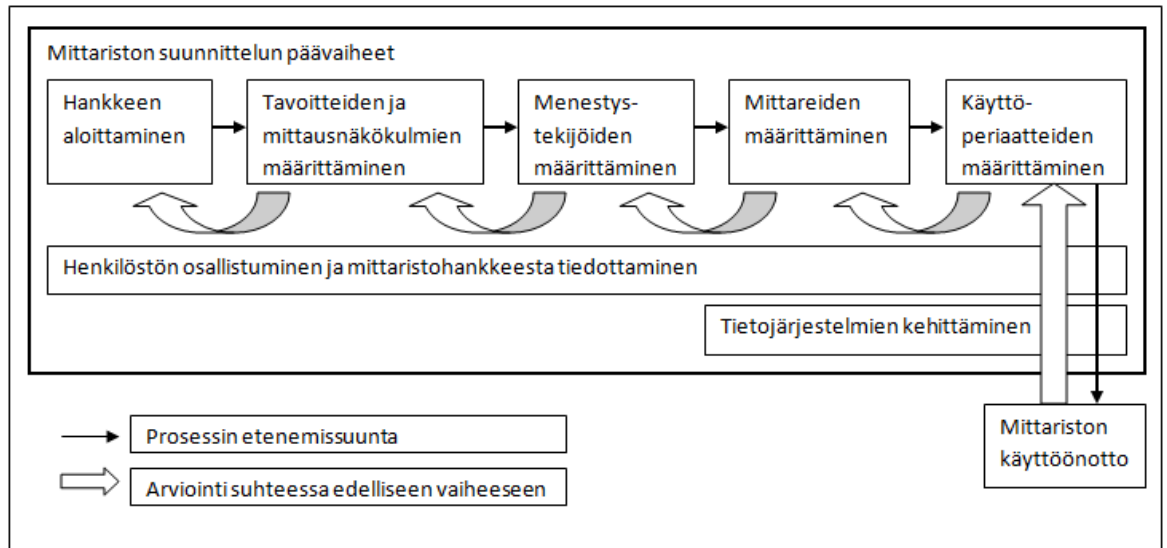 Mittariston suunnittelun päävaiheet
Hankkeen
aloittaminen
Tavoitteiden ja
mittausnäkökulmien
määrittäminen
Menestys-
tekijöiden
määrittäminen
Mittareiden
määrittäminen
Käyttö-
periaatteiden
määrittäminen
Henkilöstön osallistuminen ja mittaristohankkeesta tiedottaminen
Tietojärjestelmien kehittäminen
Mittariston
käyttöönotto
Prosessin etenemissuunta
Arviointi suhteessa edelliseen vaiheeseen